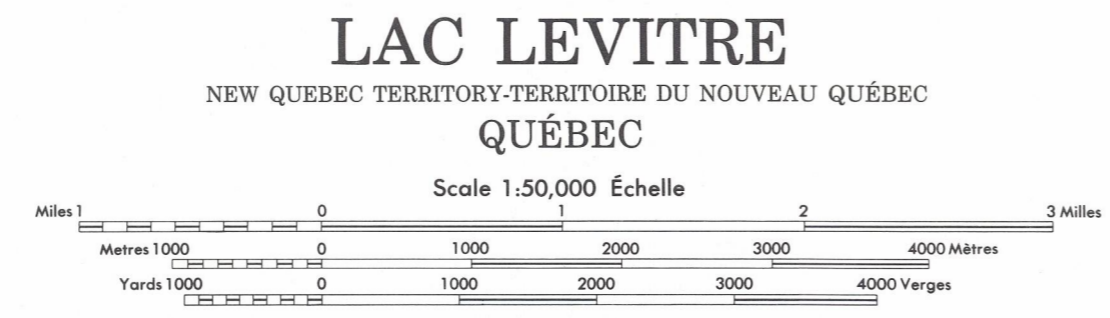 LAC LEVITRE
NEW QUEBEC TERRITORY-TERRITOIRE DU NOUVEAU QUÉBEC
QUÉBEC
Scale 1:50,000 Échelle
Miles 1 0 1 2 3 Milles
Metres 1000 0 1000 2000 3000 4000 Mètres
Yards 1000 0 1000 2000 3000 4000 Verges